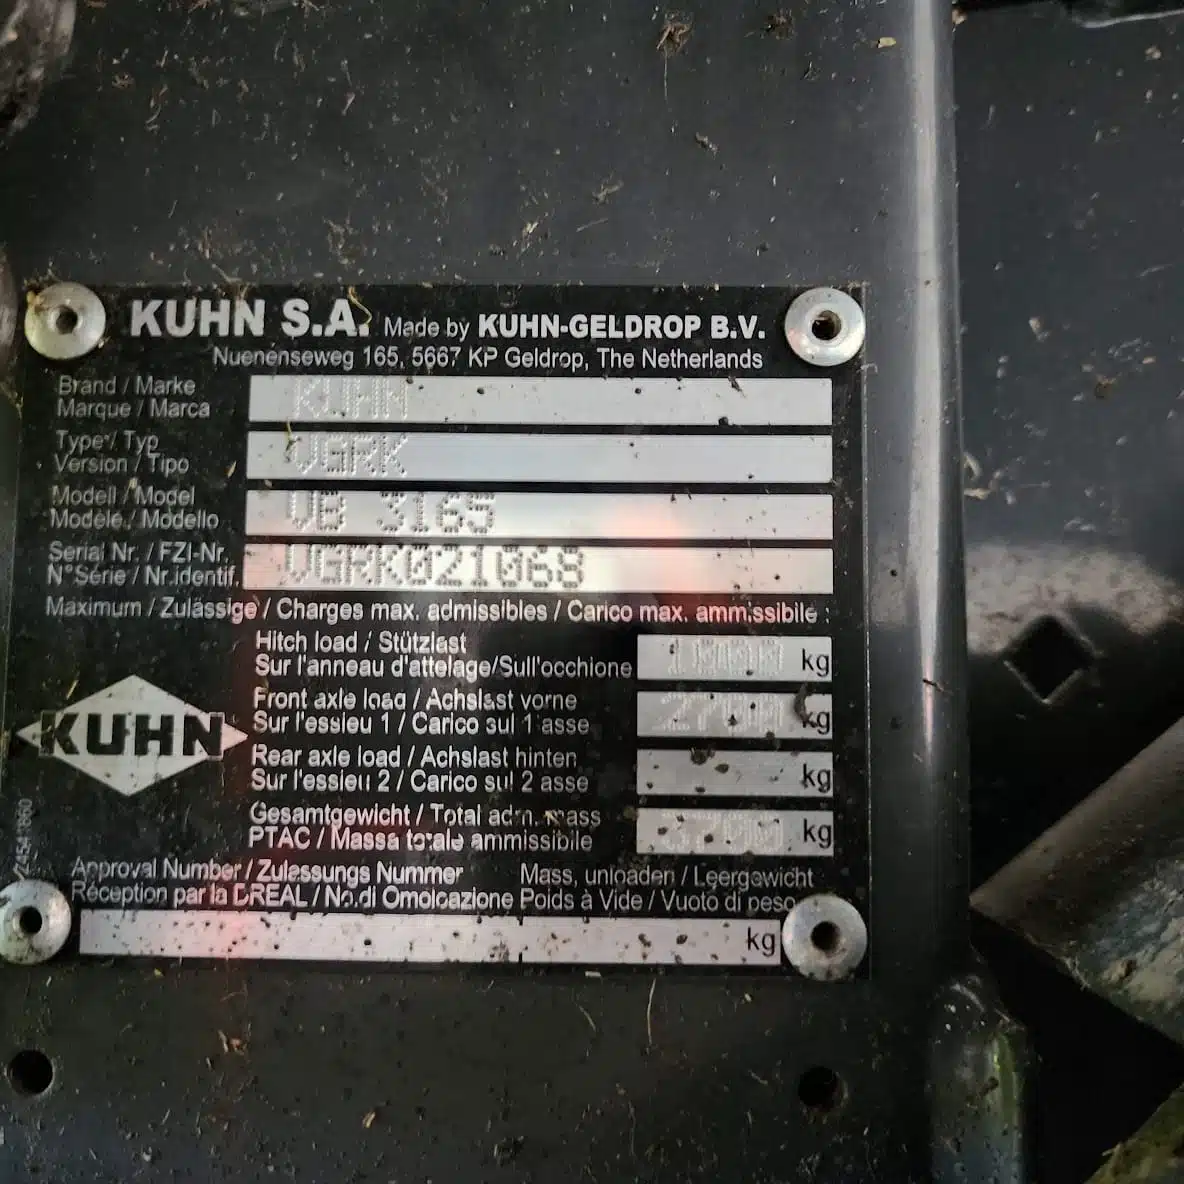 KUHN S.A. Made by KUHN-GELDROP B.V.
Nuenenseweg 165, 5667 KP Geldrop, The Netherlands
Brand / Marke
Marque / Marca
KUHN
Type / Typ
Version / Tipo
VGRK
Modell / Model
Modèle / Modello
VB 3165
Serial Nr. / FZI-Nr.
N°Série / Nr.identif.
VGRK021068
Maximum / Zulässige / Charges max. admissibles / Carico max. ammissibile :
Hitch load / Stützlast
Sur l'anneau d'attelage/Sull'occhione
1000 kg
Front axle load / Achslast vorne
Sur l'essieu 1 / Carico sul 1 asse
2700 kg
Rear axle load / Achslast hinten
Sur l'essieu 2 / Carico sul 2 asse
kg
Gesamtgewicht / Total adm. mass
PTAC / Massa totale ammissibile
3700 kg
KUHN
Approval Number / Zulassungs Nummer
Réception par la DREAL / No.di Omolocazione
Mass, unloaden / Leergewicht
Poids à Vide / Vuoto di peso
kg